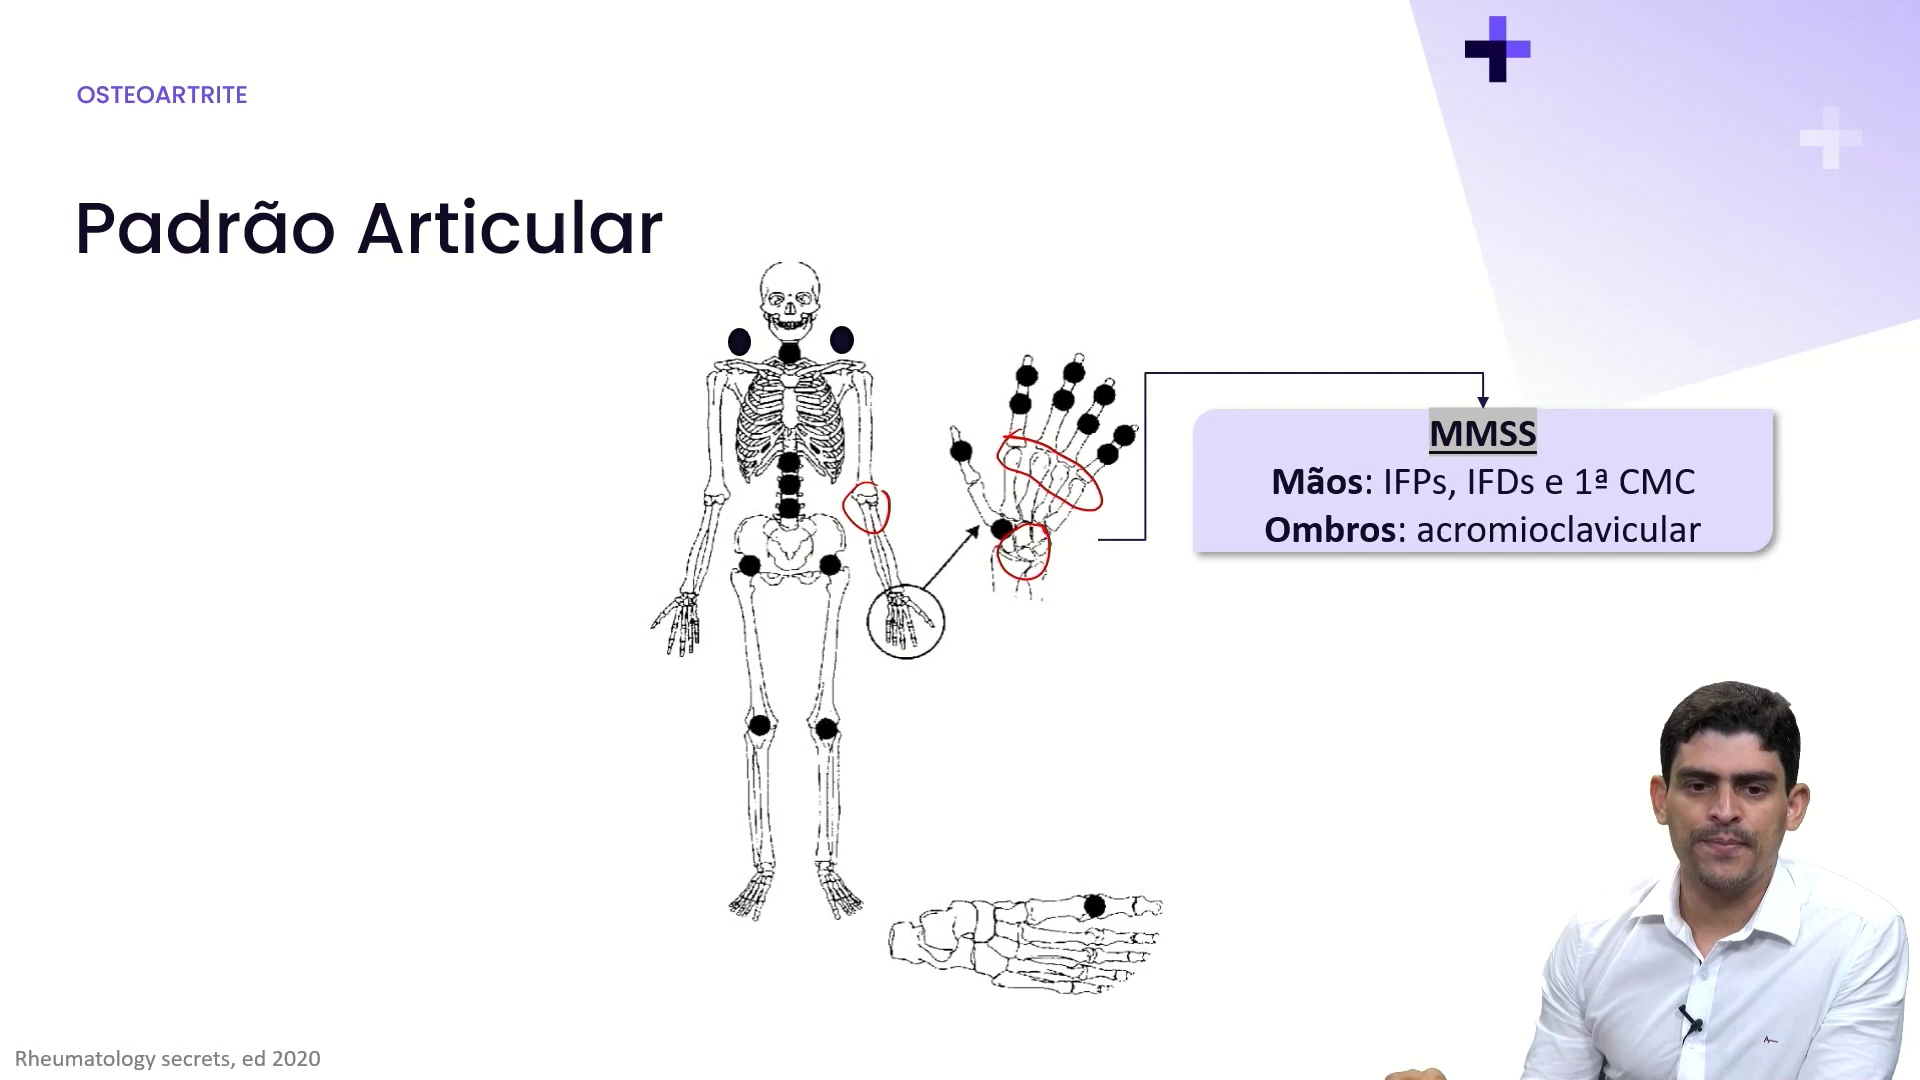 OSTEOARTRITE
Padrão Articular
MMSS
Mãos: IFPs, IFDs e 1ª CMC
Ombros: acromioclavicular
Rheumatology secrets, ed 2020